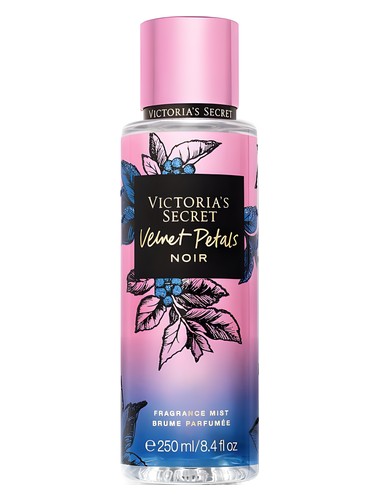 VICTORIA'S SECRET
VICTORIA'S
SECRET
Velvet Petals
NOIR
FRAGRANCE MIST
BRUME PARFUMÉE
e 250 ml/8.4 fl oz